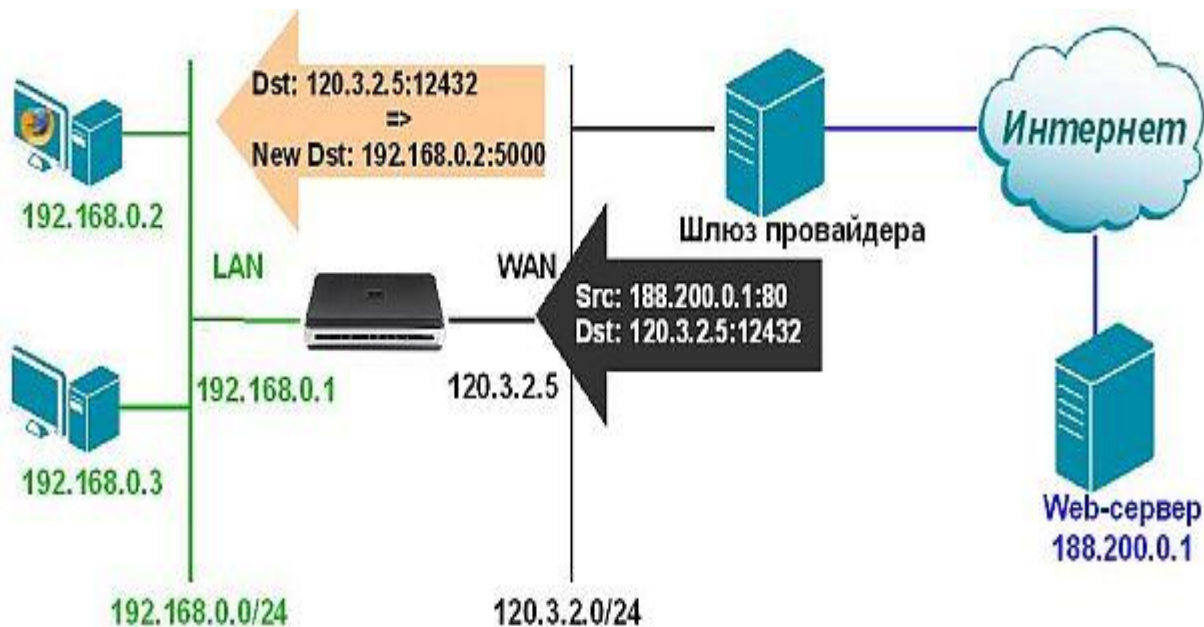 Dst: 120.3.2.5:12432
=>
New Dst: 192.168.0.2:5000
192.168.0.2
Интернет
Шлюз провайдера
LAN
WAN
Src: 188.200.0.1:80
Dst: 120.3.2.5:12432
192.168.0.1
120.3.2.5
192.168.0.3
Web-сервер
188.200.0.1
192.168.0.0/24
120.3.2.0/24